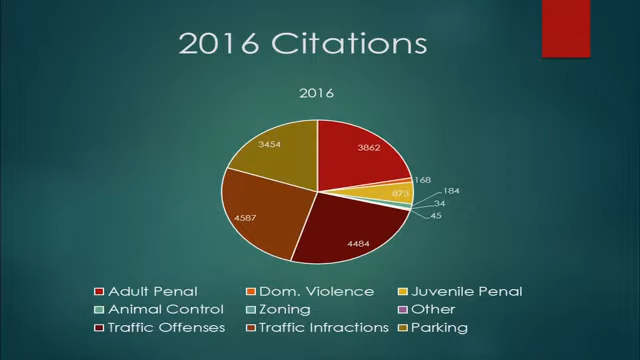 2016 Citations
2016
3454
3862
168
184
873
34
45
4587
4484
Adult Penal
Dom. Violence
Juvenile Penal
Animal Control
Zoning
Other
Traffic Offenses
Traffic Infractions
Parking